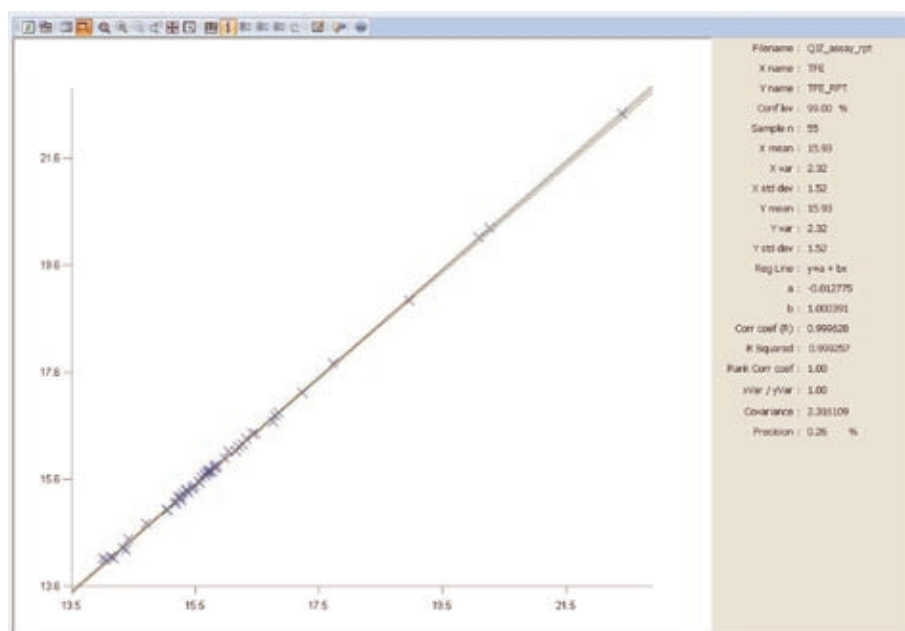 Filename : QIZ_assay_rpt
X name : TFE
Y name : TFE_RPT
Conf lev : 99.00 %
Sample n : 55
X mean : 15.93
X var : 2.32
X std dev : 1.52
Y mean : 15.93
Y var : 2.32
Y std dev : 1.52
Reg Line : y=a + bx
a : -0.012775
b : 1.000391
Corr coef (R) : 0.999628
R Squared : 0.999257
Rank Corr coef : 1.00
xVar / yVar : 1.00
Covariance : 2.316109
Precision : 0.26 %
21.6
19.6
17.6
15.6
13.6
13.5 15.5 17.5 19.5 21.5